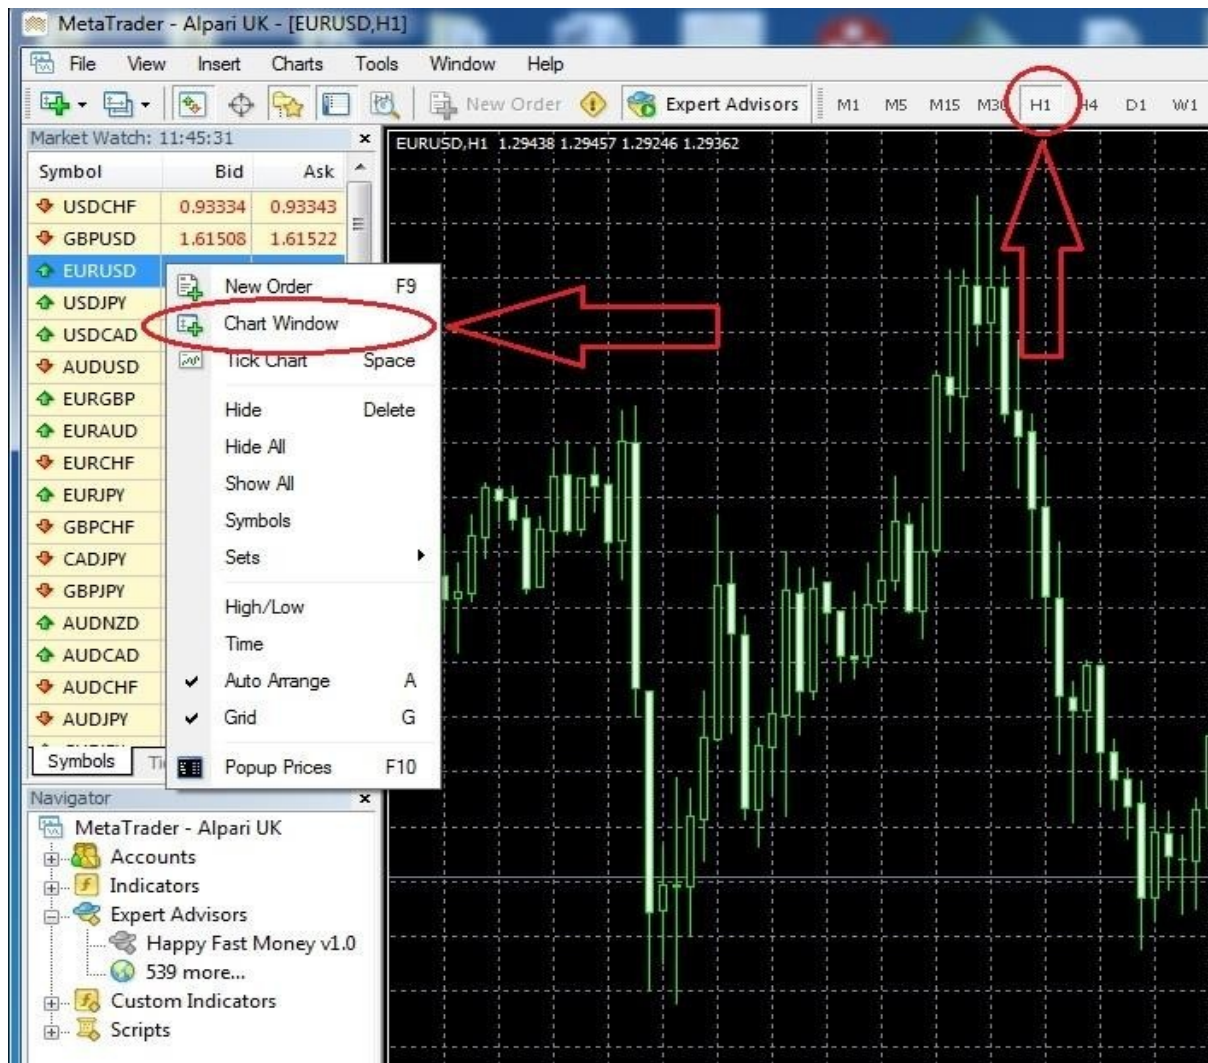 MetaTrader - Alpari UK - [EURUSD,H1]
File View Insert Charts Tools Window Help
New Order Expert Advisors M1 M5 M15 M30 H1 H4 D1 W1
Market Watch: 11:45:31
EURUSD,H1 1.29438 1.29457 1.29246 1.29362
Symbol Bid Ask
USDCHF 0.93334 0.93343
GBPUSD 1.61508 1.61522
EURUSD
USDJPY
USDCAD
AUDUSD
EURGBP
EURAUD
EURCHF
EURJPY
GBPCHF
CADJPY
GBPJPY
AUDNZD
AUDCAD
AUDCHF
AUDJPY
Symbols
New Order F9
Chart Window
Tick Chart Space
Hide Delete
Hide All
Show All
Symbols
Sets
High/Low
Time
Auto Arrange A
Grid G
Popup Prices F10
Navigator
MetaTrader - Alpari UK
Accounts
Indicators
Expert Advisors
Happy Fast Money v1.0
539 more...
Custom Indicators
Scripts